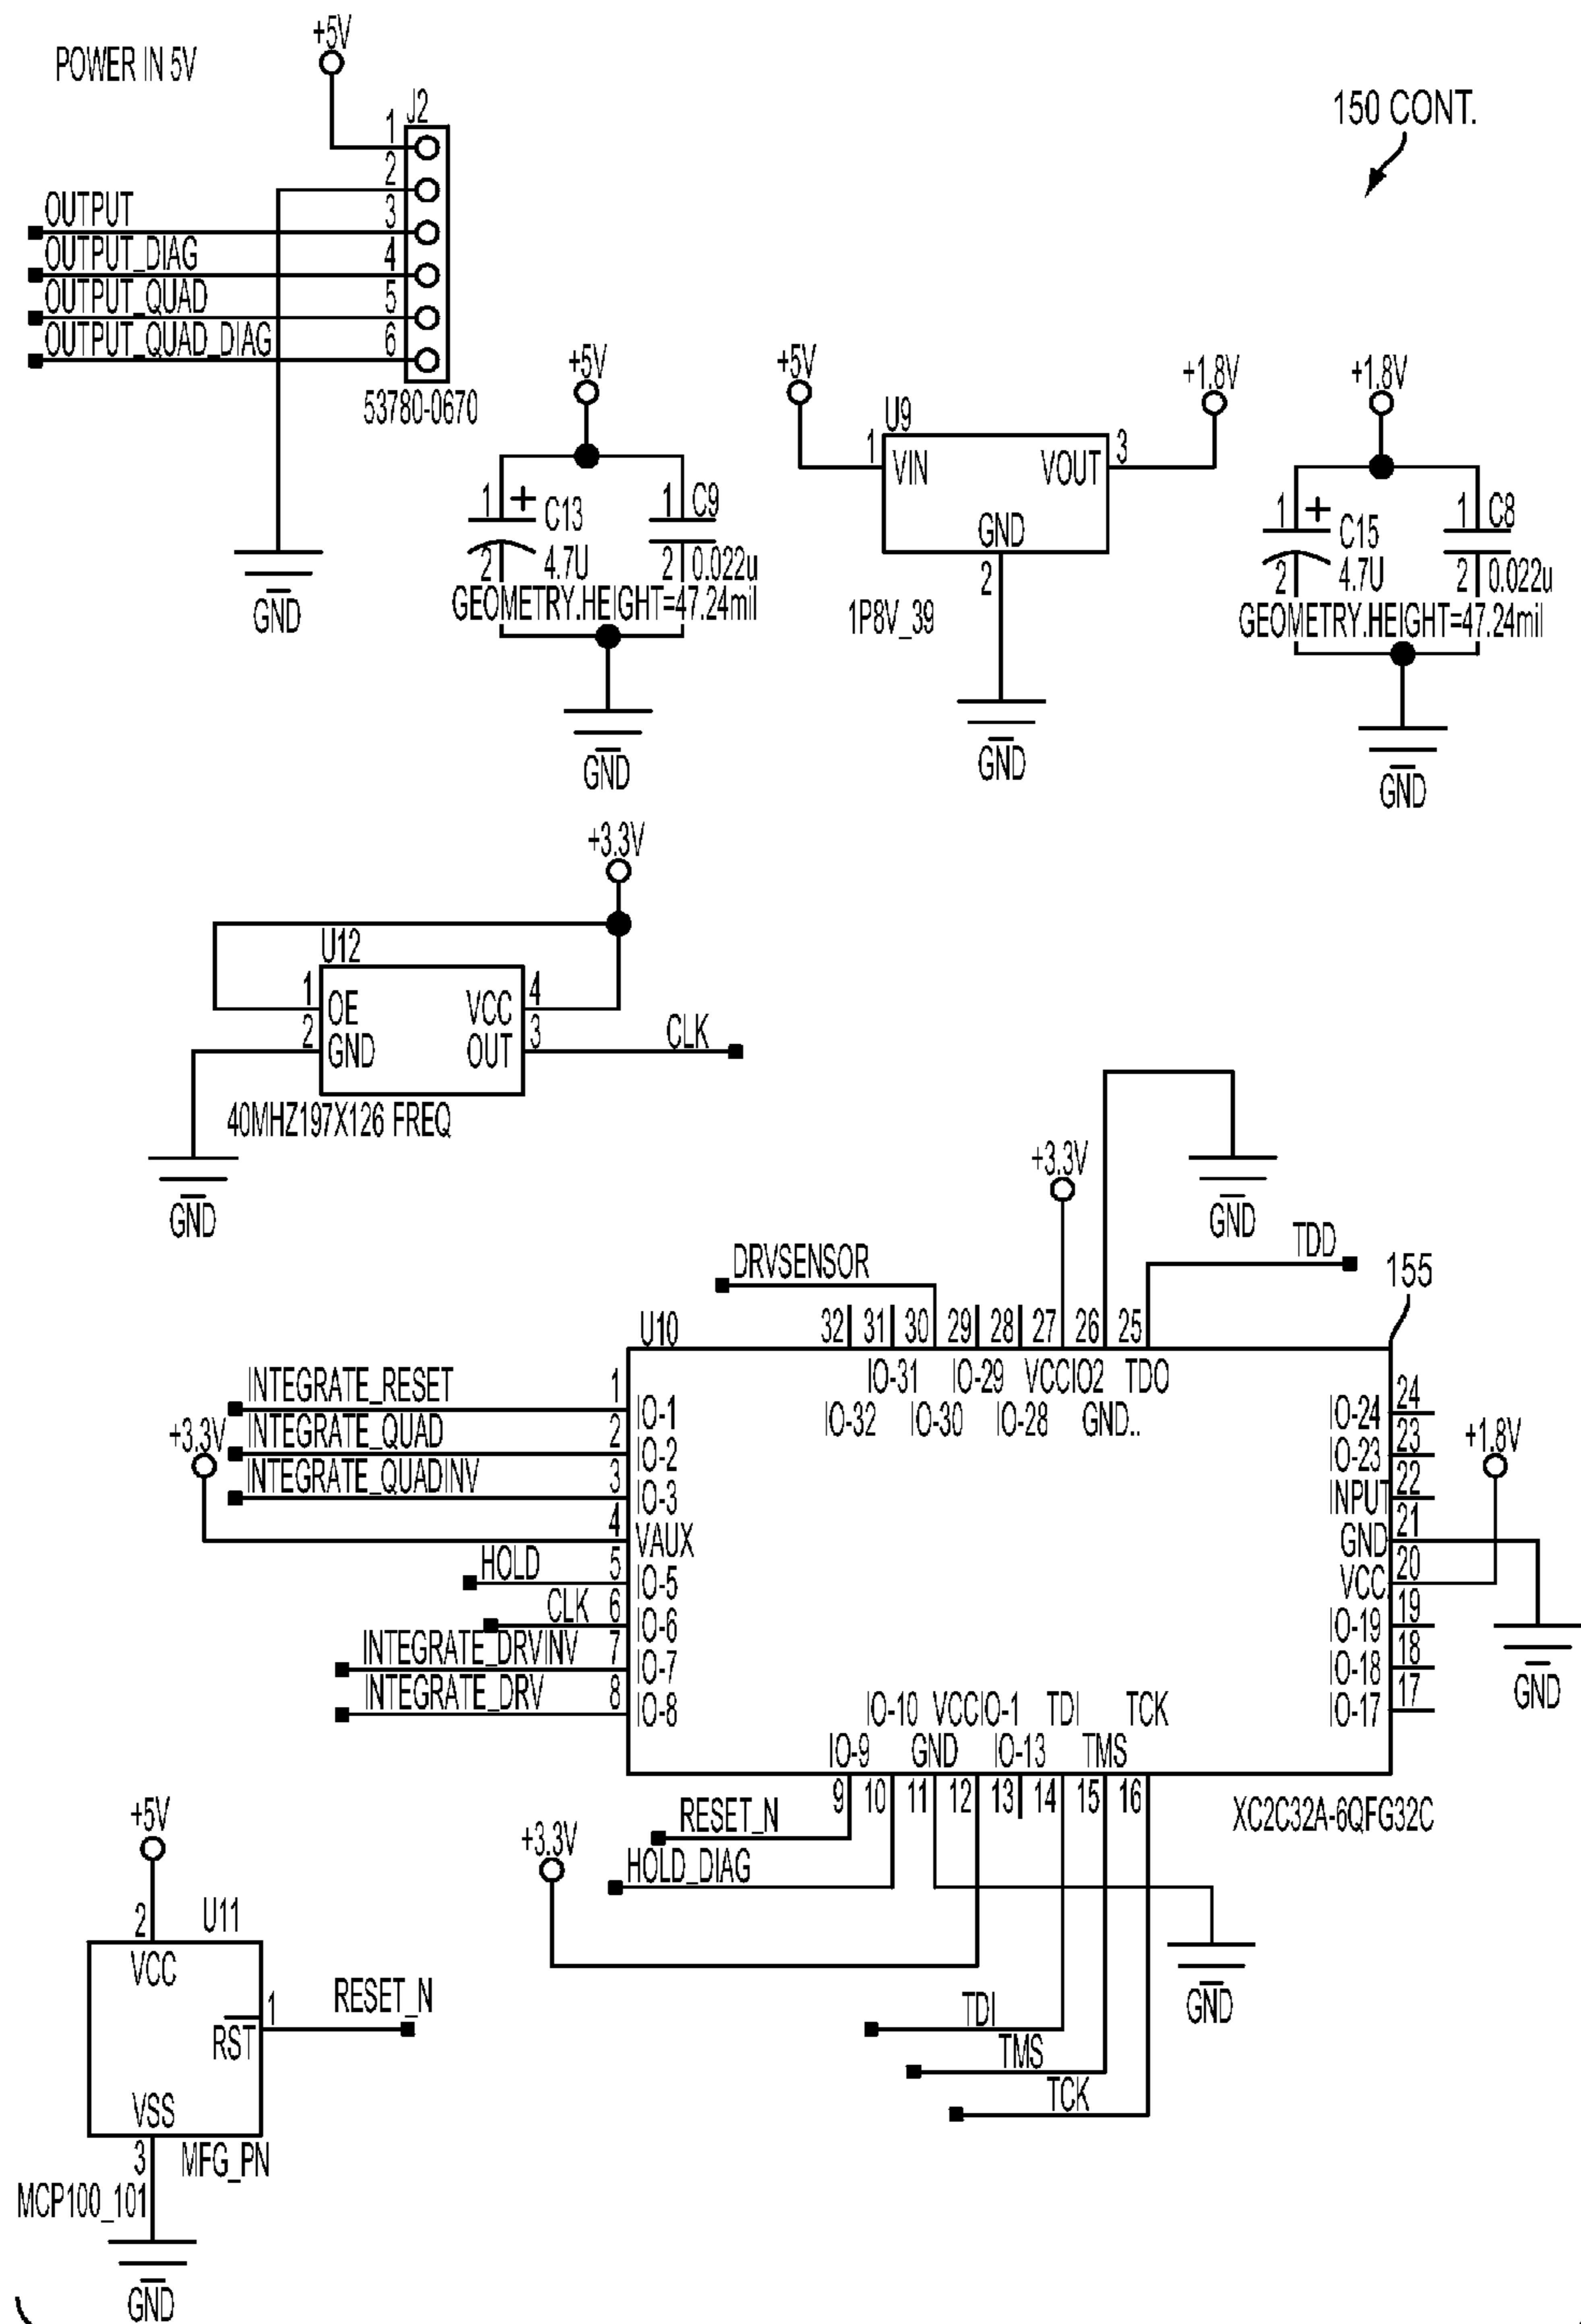 POWER IN 5V
+5V
150 CONT.
J2
1
2
3
4
5
6
OUTPUT
OUTPUT_DIAG
OUTPUT_QUAD
OUTPUT_QUAD_DIAG
53780-0670
GND
+5V
1 + C13
2 4.7U
1 C9
2 0.022u
GEOMETRY.HEIGHT=47.24mil
GND
+5V
U9
1 VIN
VOUT 3
GND
2
1P8V_39
+1.8V
GND
+1.8V
1 + C15
2 4.7U
1 C8
2 0.022u
GEOMETRY.HEIGHT=47.24mil
GND
+3.3V
U12
1 OE
2 GND
VCC 4
OUT 3
CLK
40MHZ197X126 FREQ
GND
+3.3V
GND
TDD
155
DRVSENSOR
U10
32 31 30 29 28 27 26 25
IO-31 IO-29 VCCIO2 TDO
IO-32 IO-30 IO-28 GND..
INTEGRATE_RESET 1 IO-1
INTEGRATE_QUAD 2 IO-2
INTEGRATE_QUADINV 3 IO-3
+3.3V
4 VAUX
HOLD 5 IO-5
CLK 6 IO-6
INTEGRATE_DRVINV 7 IO-7
INTEGRATE_DRV 8 IO-8
IO-24 24
IO-23 23
INPUT 22
GND 21
VCC 20
IO-19 19
IO-18 18
IO-17 17
+1.8V
GND
IO-10 VCCIO-1 TDI TCK
IO-9 GND IO-13 TMS
9 10 11 12 13 14 15 16
XC2C32A-6QFG32C
RESET_N
HOLD_DIAG
+3.3V
GND
TDI
TMS
TCK
+5V
2
U11
VCC
RST
1
RESET_N
VSS
3
MFG_PN
MCP100_101
GND